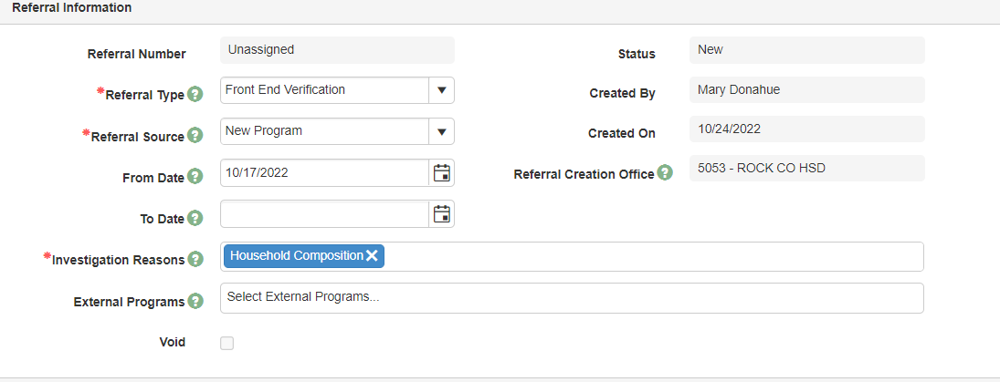 Referral Information
Referral Number Unassigned Status New
*Referral Type ? Front End Verification Created By Mary Donahue
*Referral Source ? New Program Created On 10/24/2022
From Date ? 10/17/2022 Referral Creation Office ? 5053 - ROCK CO HSD
To Date ?
*Investigation Reasons ? Household Composition
External Programs ? Select External Programs...
Void